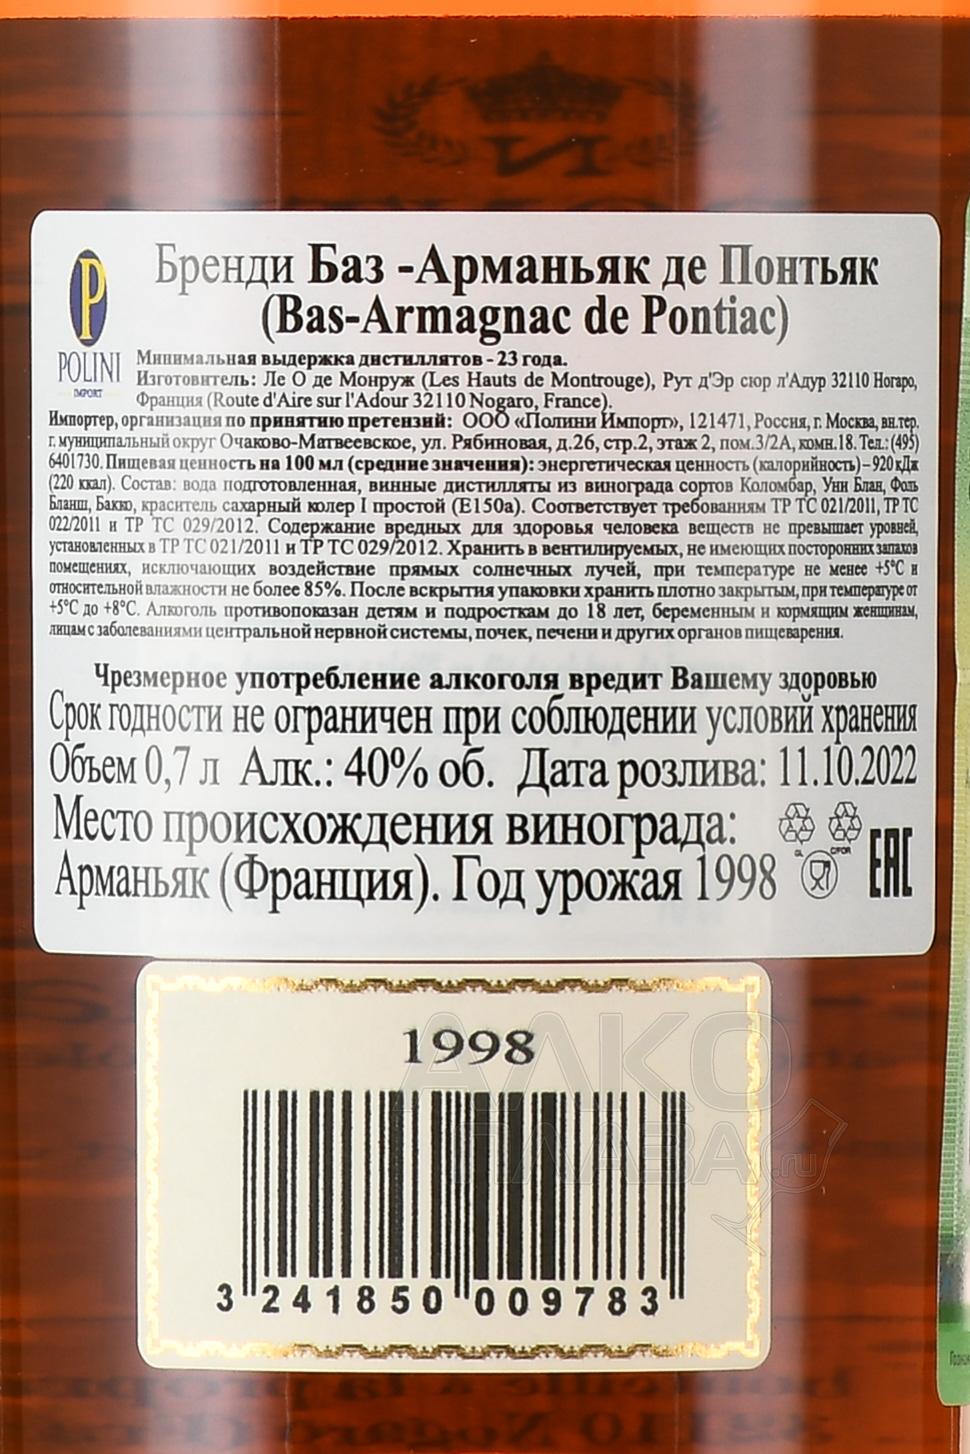 Бренди Баз -Арманьяк де Понтьяк
(Bas-Armagnac de Pontiac)
P
POLINI
IMPORT
Минимальная выдержка дистиллятов - 23 года.
Изготовитель: Ле О де Монруж (Les Hauts de Montrouge), Рут д'Эр сюр л'Адур 32110 Ногаро,
Франция (Route d'Aire sur l'Adour 32110 Nogaro, France).
Импортер, организация по принятию претензий: ООО «Полини Импорт», 121471, Россия, г. Москва, вн.тер.
г. муниципальный округ Очаково-Матвеевское, ул. Рябиновая, д.26, стр.2, этаж 2, пом.3/2А, комн.18. Тел.: (495)
6401730. Пищевая ценность на 100 мл (средние значения): энергетическая ценность (калорийность) – 920 кДж
(220 ккал). Состав: вода подготовленная, винные дистилляты из винограда сортов Коломбар, Уни Блан, Фоль
Бланш, Бакко, краситель сахарный колер I простой (Е150а). Соответствует требованиям ТР ТС 021/2011, ТР ТС
022/2011 и ТР ТС 029/2012. Содержание вредных для здоровья человека веществ не превышает уровней,
установленных в ТР ТС 021/2011 и ТР ТС 029/2012. Хранить в вентилируемых, не имеющих посторонних запахов
помещениях, исключающих воздействие прямых солнечных лучей, при температуре не менее +5°С и
относительной влажности не более 85%. После вскрытия упаковки хранить плотно закрытым, при температуре от
+5°С до +8°С. Алкоголь противопоказан детям и подросткам до 18 лет, беременным и кормящим женщинам,
лицам с заболеваниями центральной нервной системы, почек, печени и других органов пищеварения.
Чрезмерное употребление алкоголя вредит Вашему здоровью
Срок годности не ограничен при соблюдении условий хранения
Объем 0,7 л Алк.: 40% об. Дата розлива: 11.10.2022
Место происхождения винограда:
Арманьяк (Франция). Год урожая 1998
GL C/FOR
EAC
1998
3 241850 009783
АЛКО
ПЛАВА.ru